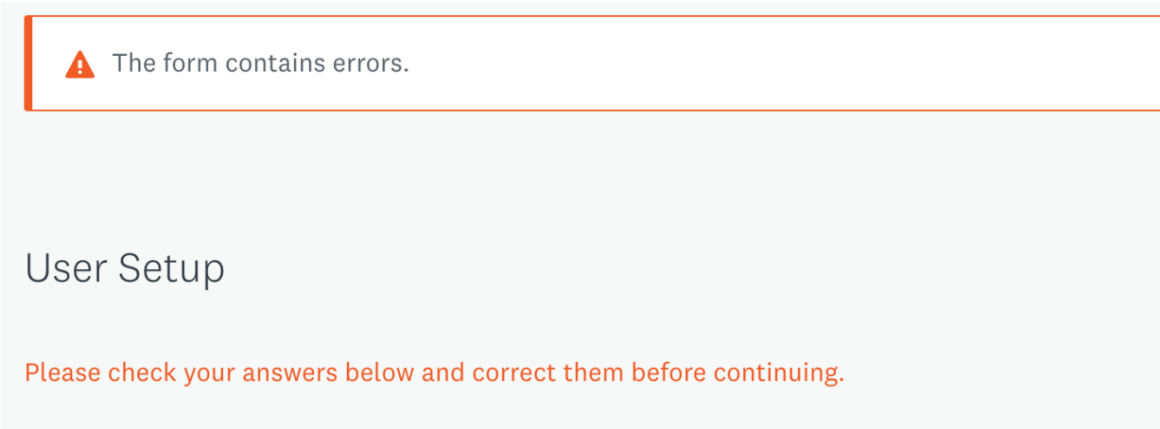 The form contains errors.
User Setup
Please check your answers below and correct them before continuing.